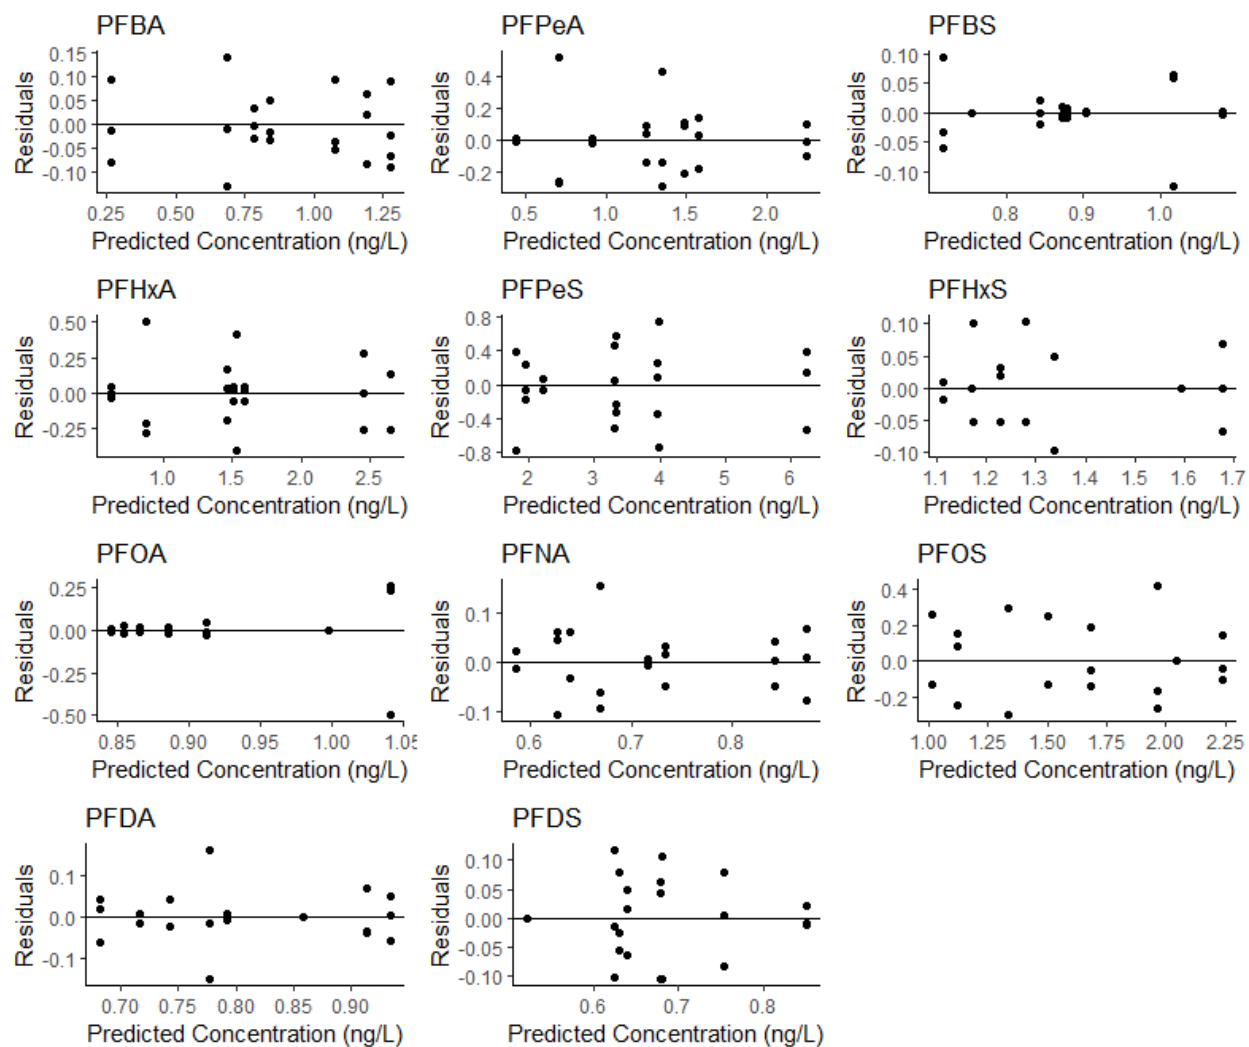 PFBA
0.15
0.10
0.05
0.00
-0.05
-0.10
Residuals
0.25 0.50 0.75 1.00 1.25
Predicted Concentration (ng/L)
PFPeA
0.4
0.2
0.0
-0.2
Residuals
0.5 1.0 1.5 2.0
Predicted Concentration (ng/L)
PFBS
0.10
0.05
0.00
-0.05
-0.10
Residuals
0.8 0.9 1.0
Predicted Concentration (ng/L)
PFHxA
0.50
0.25
0.00
-0.25
Residuals
1.0 1.5 2.0 2.5
Predicted Concentration (ng/L)
PFPeS
0.8
0.4
0.0
-0.4
-0.8
Residuals
2 3 4 5 6
Predicted Concentration (ng/L)
PFHxS
0.10
0.05
0.00
-0.05
-0.10
Residuals
1.1 1.2 1.3 1.4 1.5 1.6 1.7
Predicted Concentration (ng/L)
PFOA
0.25
0.00
-0.25
-0.50
Residuals
0.85 0.90 0.95 1.00 1.05
Predicted Concentration (ng/L)
PFNA
0.1
0.0
-0.1
Residuals
0.6 0.7 0.8
Predicted Concentration (ng/L)
PFOS
0.4
0.2
0.0
-0.2
Residuals
1.00 1.25 1.50 1.75 2.00 2.25
Predicted Concentration (ng/L)
PFDA
0.1
0.0
-0.1
Residuals
0.70 0.75 0.80 0.85 0.90
Predicted Concentration (ng/L)
PFDS
0.10
0.05
0.00
-0.05
-0.10
Residuals
0.6 0.7 0.8
Predicted Concentration (ng/L)